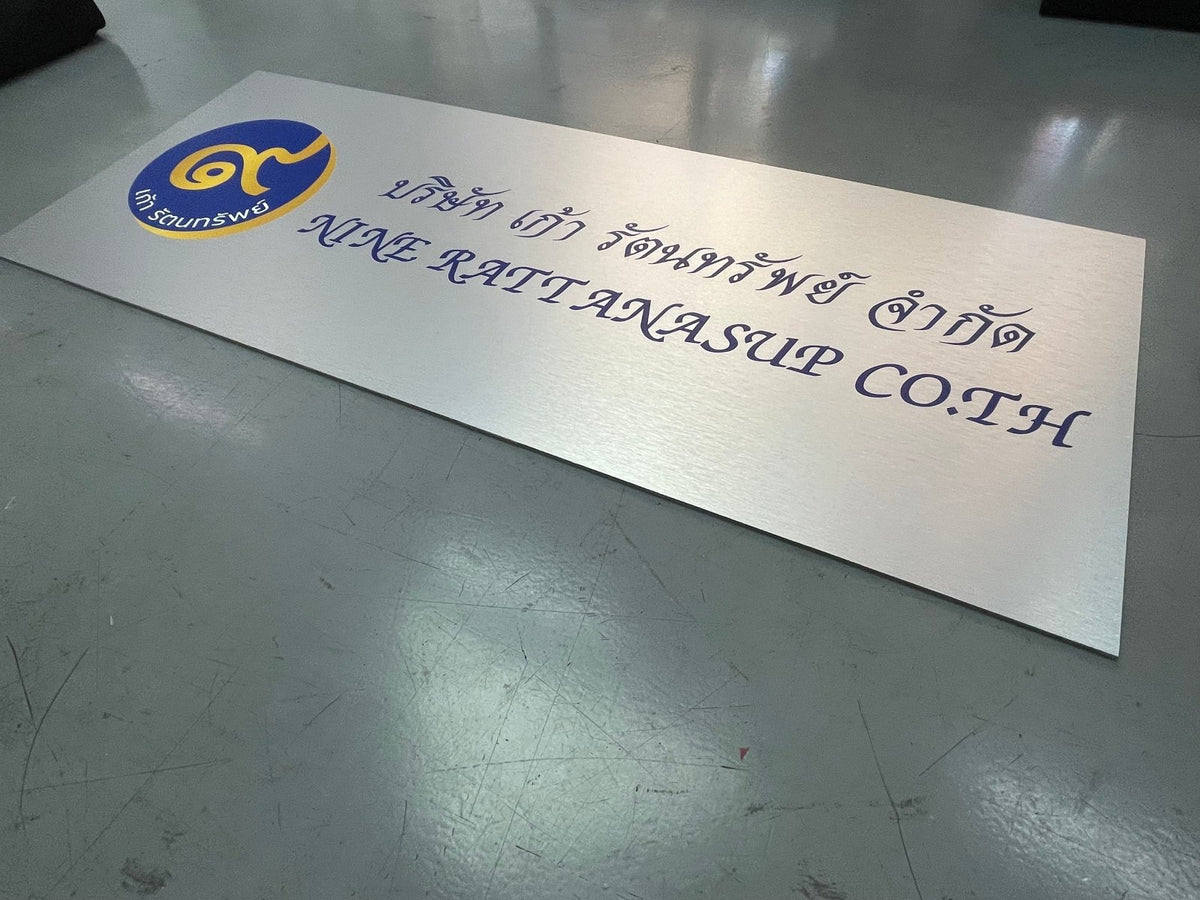 ๙
เก้า รัตนทรัพย์
บริษัท เก้า รัตนทรัพย์ จำกัด
NINE RATTANASUP CO.TH